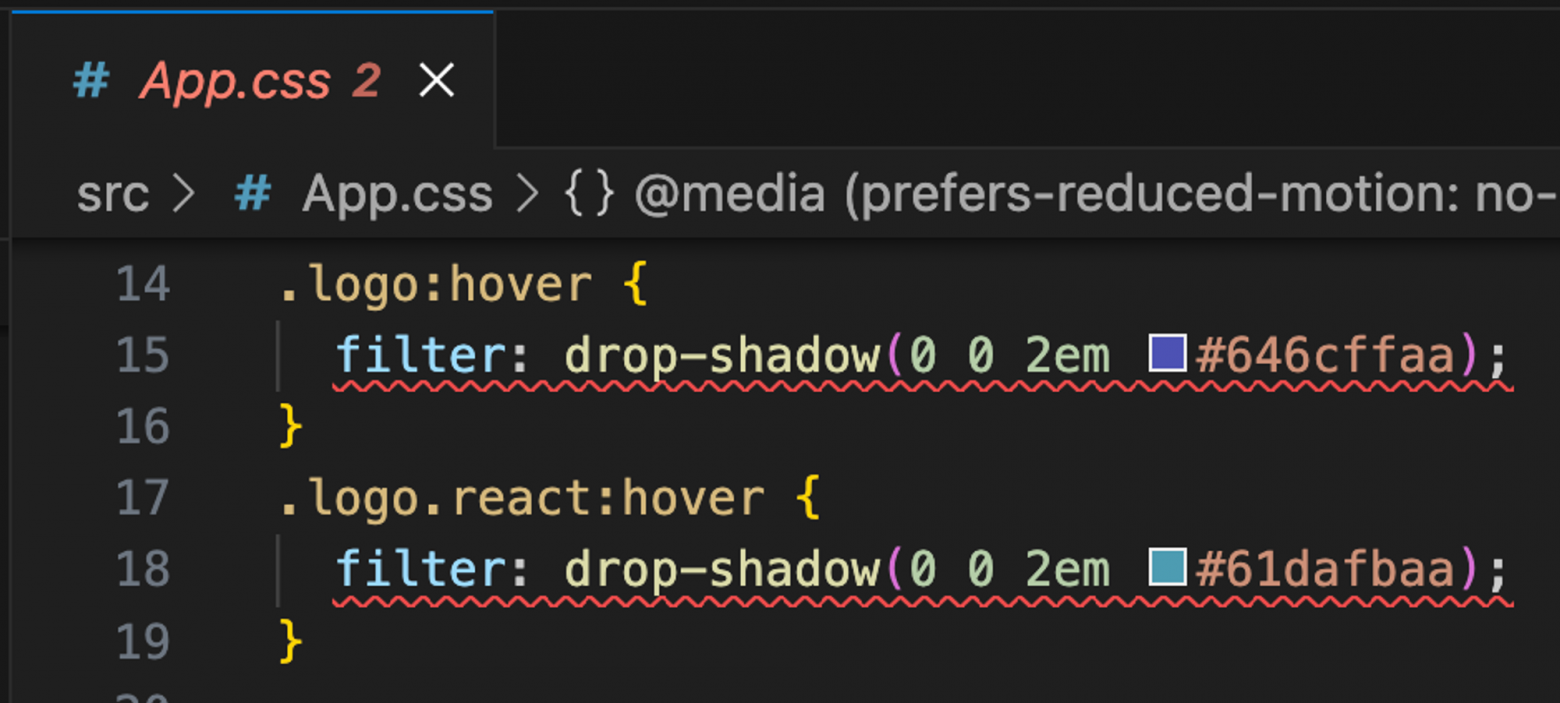 # App.css 2 ×
src > # App.css > {} @media (prefers-reduced-motion: no-
14 .logo:hover {
15 filter: drop-shadow(0 0 2em #646cffaa);
16 }
17 .logo.react:hover {
18 filter: drop-shadow(0 0 2em #61dafbaa);
19 }